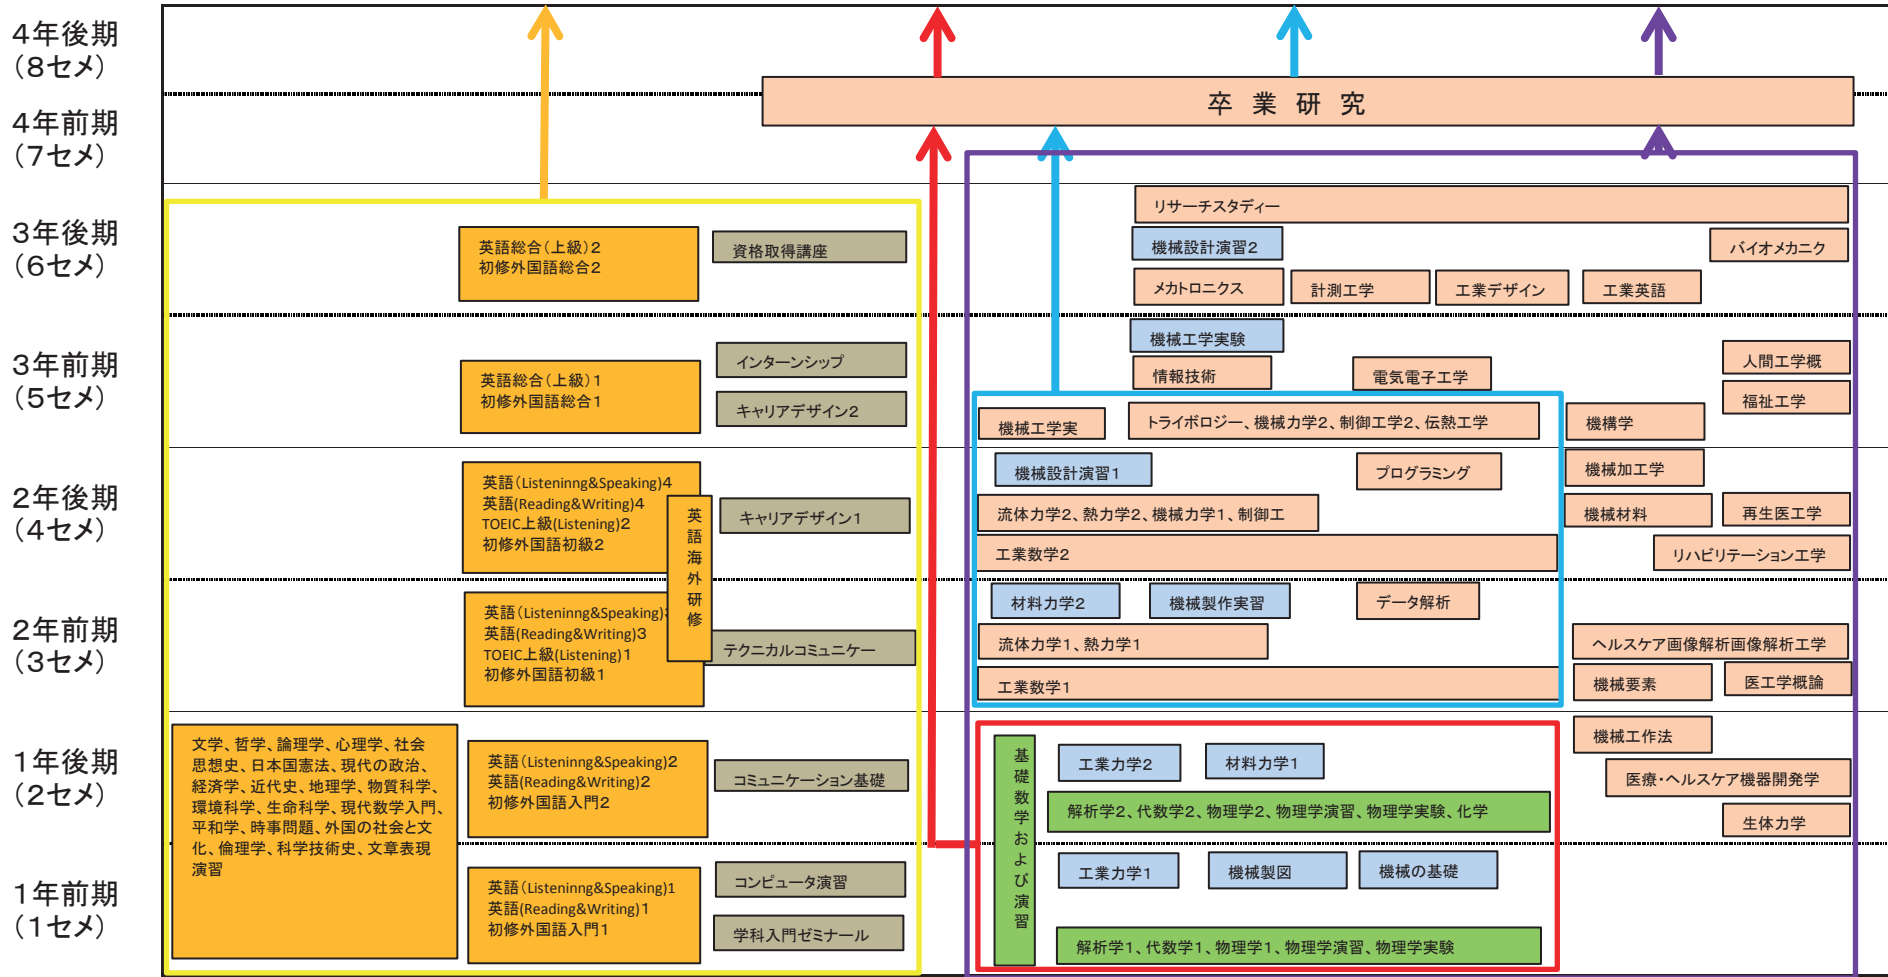 4年後期
(8セメ)
4年前期
(7セメ)
卒 業 研 究
3年後期
(6セメ)
英語総合(上級)2
初修外国語総合2
資格取得講座
リサーチスタディー
機械設計演習2
バイオメカニク
メカトロニクス
計測工学
工業デザイン
工業英語
3年前期
(5セメ)
英語総合(上級)1
初修外国語総合1
インターンシップ
キャリアデザイン2
機械工学実験
情報技術
電気電子工学
人間工学概
福祉工学
機械工学実
トライボロジー、機械力学2、制御工学2、伝熱工学
機構学
2年後期
(4セメ)
英語(Listeninng&Speaking)4
英語(Reading&Writing)4
TOEIC上級(Listening)2
初修外国語初級2
英語海外研修
キャリアデザイン1
機械設計演習1
プログラミング
機械加工学
流体力学2、熱力学2、機械力学1、制御工
機械材料
再生医工学
工業数学2
リハビリテーション工学
2年前期
(3セメ)
英語(Listeninng&Speaking)3
英語(Reading&Writing)3
TOEIC上級(Listening)1
初修外国語初級1
テクニカルコミュニケー
材料力学2
機械製作実習
データ解析
流体力学1、熱力学1
ヘルスケア画像解析画像解析工学
工業数学1
機械要素
医工学概論
1年後期
(2セメ)
文学、哲学、論理学、心理学、社会
思想史、日本国憲法、現代の政治、
経済学、近代史、地理学、物質科学、
環境科学、生命科学、現代数学入門、
平和学、時事問題、外国の社会と文
化、倫理学、科学技術史、文章表現
演習
英語(Listeninng&Speaking)2
英語(Reading&Writing)2
初修外国語入門2
コミュニケーション基礎
基礎数学および演習
工業力学2
材料力学1
解析学2、代数学2、物理学2、物理学演習、物理学実験、化学
機械工作法
医療・ヘルスケア機器開発学
生体力学
1年前期
(1セメ)
英語(Listeninng&Speaking)1
英語(Reading&Writing)1
初修外国語入門1
コンピュータ演習
学科入門ゼミナール
工業力学1
機械製図
機械の基礎
解析学1、代数学1、物理学1、物理学演習、物理学実験